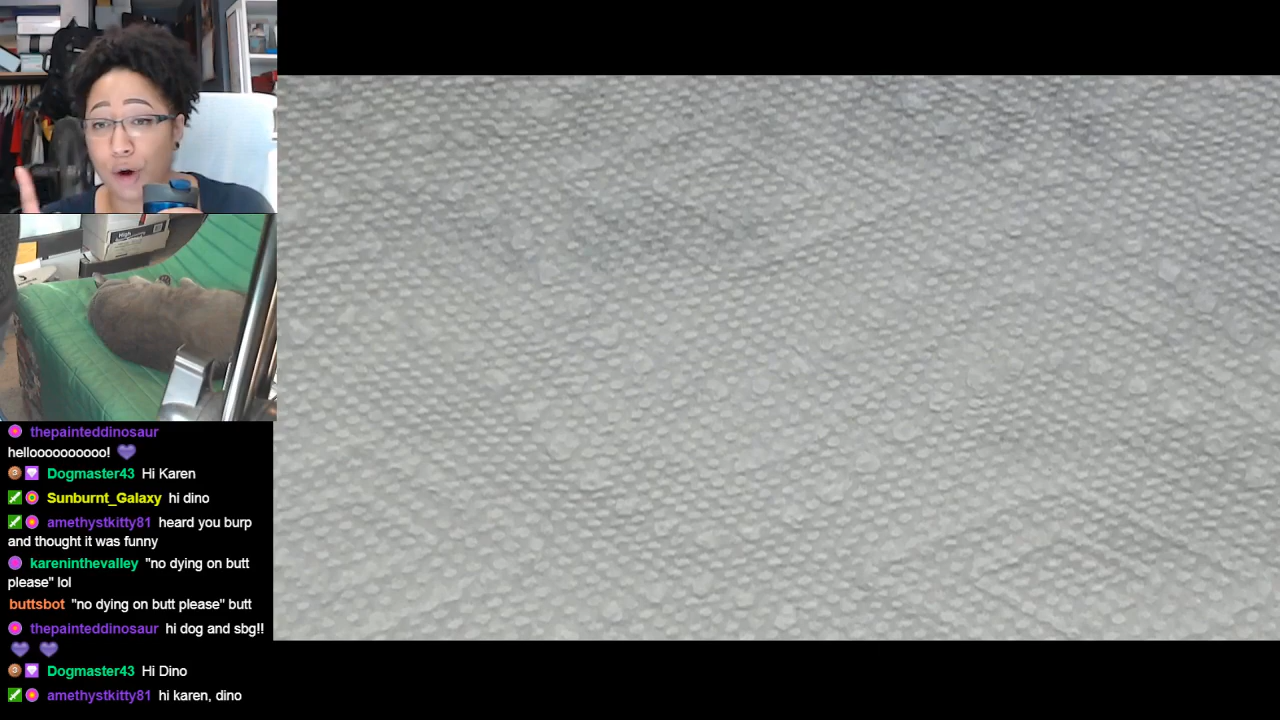 High
thepainteddinosaur
helloooooooooo!
Dogmaster43 Hi Karen
Sunburnt_Galaxy hi dino
amethystkitty81 heard you burp
and thought it was funny
kareninthevalley "no dying on butt
please" lol
buttsbot "no dying on butt please" butt
thepainteddinosaur hi dog and sbg!!
Dogmaster43 Hi Dino
amethystkitty81 hi karen, dino